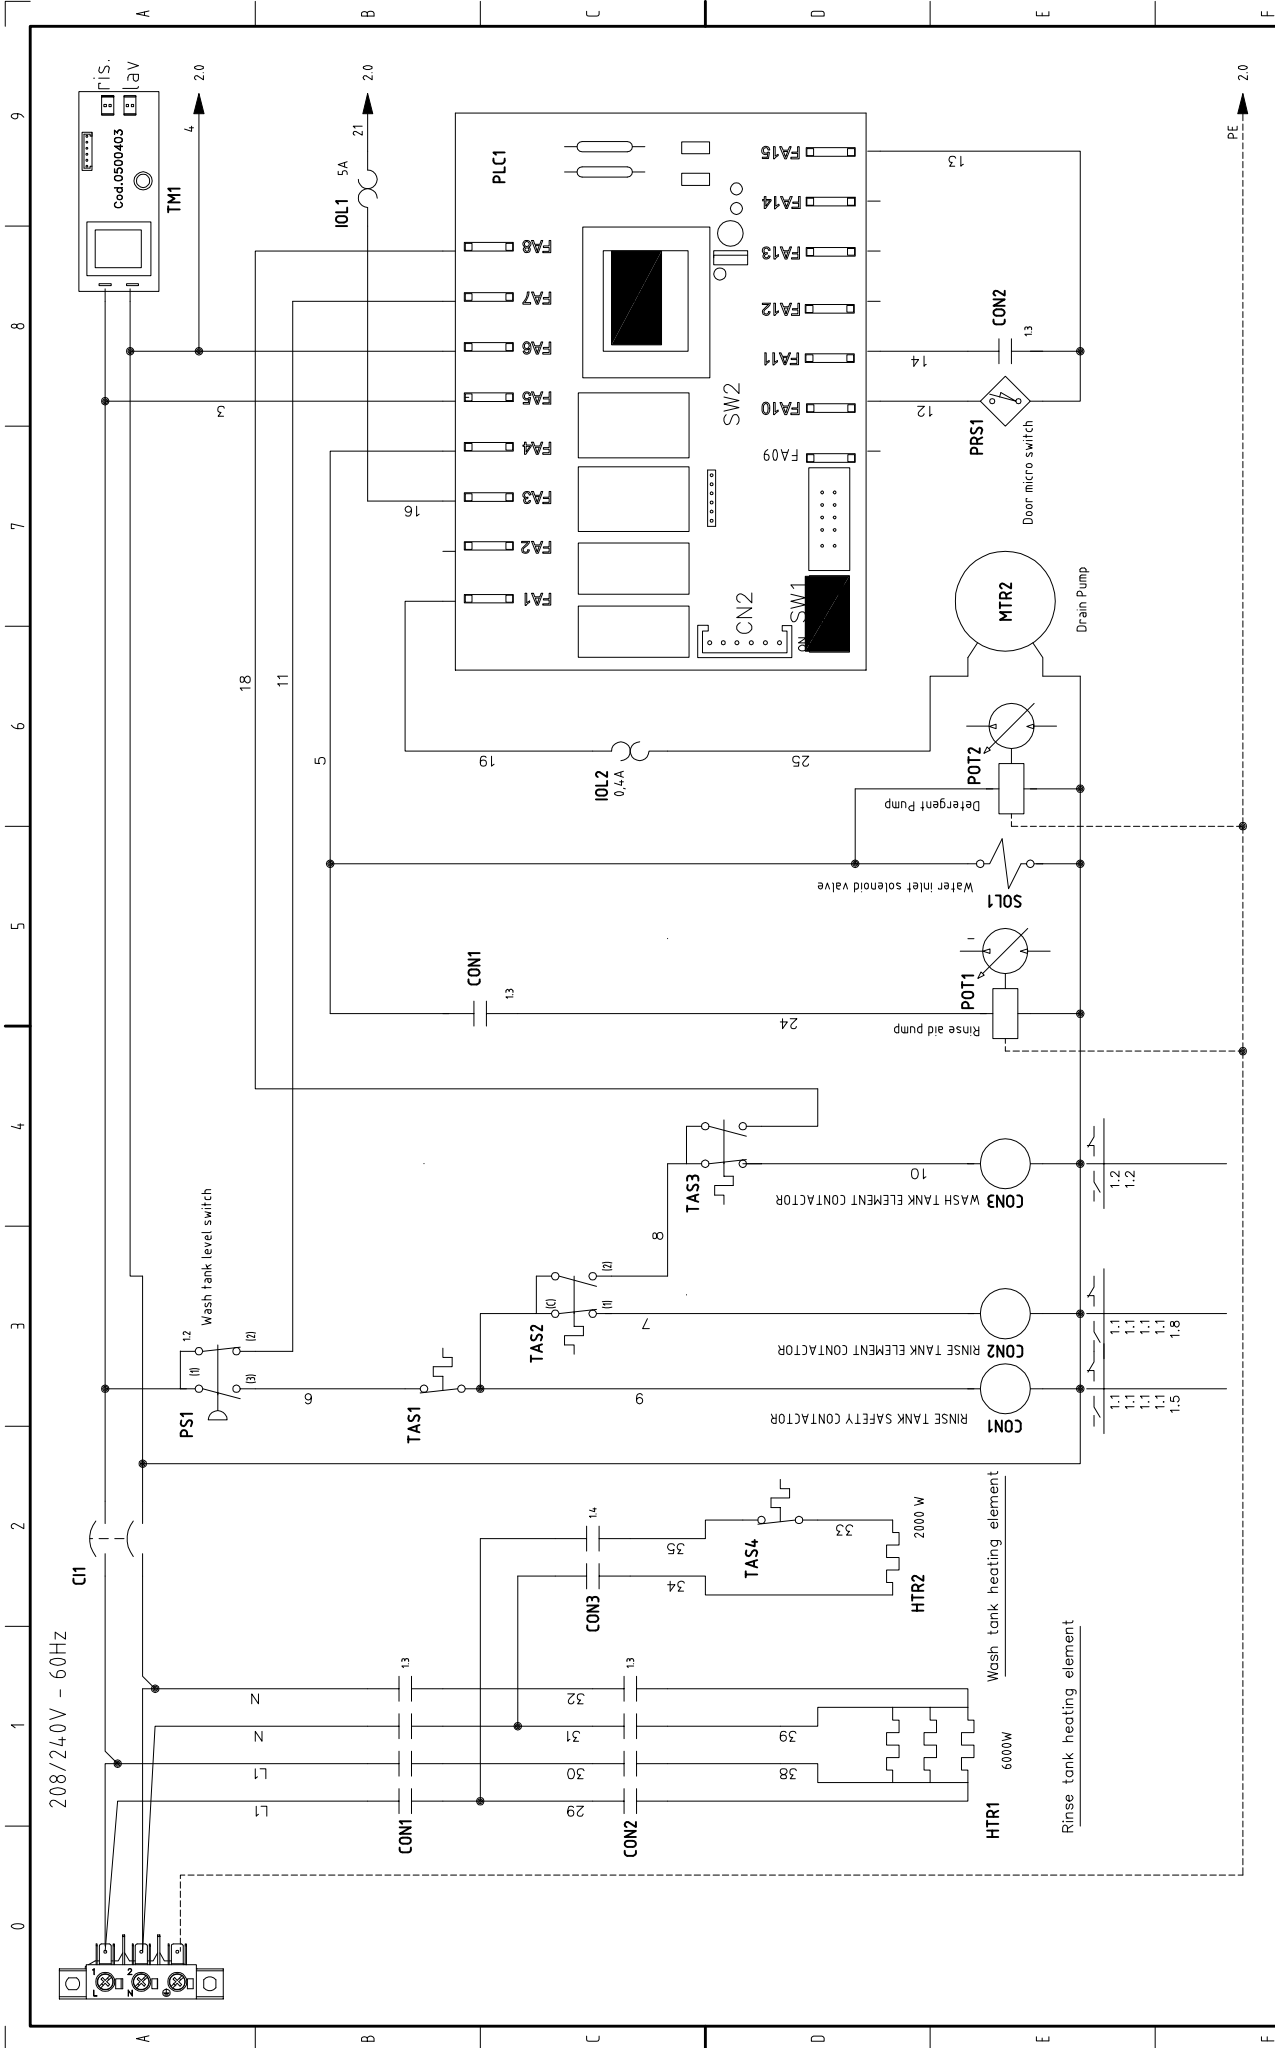 A
B
C
D
E
F
9
8
7
6
5
4
3
2
1
0
A
B
C
D
E
F
ris.
lav
Cod.0500403
TM1
4
2.0
21
2.0
5A
IOL1
PLC1
FA8
FA7
FA6
FA5
FA4
FA3
FA2
FA1
FA15
FA14
FA13
FA12
FA11
FA10
FA09
SW2
CN2
SW1
ON
13
14
12
CON2
1.3
PRS1
Door micro switch
PE
2.0
3
16
18
11
5
19
IOL2
0,4A
25
MTR2
Drain Pump
POT2
Detergent Pump
SOL1
Water inlet solenoid valve
POT1
Rinse aid pump
CON1
1.3
24
TAS3
10
WASH TANK ELEMENT CONTACTOR
CON3
1.2
1.2
8
Wash tank level switch
1.2
(1)
(2)
(3)
PS1
6
TAS1
TAS2
(C)
(2)
(1)
7
RINSE TANK ELEMENT CONTACTOR
CON2
1.1
1.1
1.1
1.1
1.8
9
RINSE TANK SAFETY CONTACTOR
CON1
1.1
1.1
1.1
1.1
1.5
CI1
208/240V - 60Hz
1.4
CON3
35
34
TAS4
33
2000 W
HTR2
Wash tank heating element
N
N
L1
L1
1.3
CON1
32
31
30
29
1.3
CON2
39
38
6000W
HTR1
Rinse tank heating element
1
2
L
N